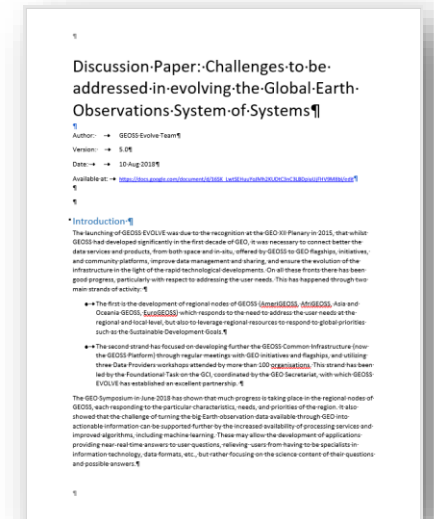 ¶
Discussion·Paper:·Challenges·to·be·
addressed·in·evolving·the·Global·Earth·
Observations·System·of·Systems¶
¶
Author:· → GEOSS·Evolve·Team¶
Version:· → 5.0¶
Date:→ → 10·Aug·2018¶
Available·at:·→
¶
¶
Introduction·¶
The·launching·of·GEOSS·EVOLVE·was·due·to·the·recognition·at·the·GEO·XII·Plenary·in·2015,·that·whilst·
GEOSS·had·developed·significantly·in·the·first·decade·of·GEO,·it·was·necessary·to·connect·better·the·
data·services·and·products,·from·both·space·and·in-situ,·offered·by·GEOSS·to·GEO·flagships,·initiatives,·
and·community·platforms,·improve·data·management·and·sharing,·and·ensure·the·evolution·of·the·
infrastructure·in·the·light·of·the·rapid·technological·developments.·On·all·these·fronts·there·has·been·
good·progress,·particularly·with·respect·to·addressing·the·user·needs.·This·has·happened·through·two·
main·strands·of·activity:·¶
●→The·first·is·the·development·of·regional·nodes·of·GEOSS·(AmeriGEOSS,·AfriGEOSS,·Asia·and·
Oceania·GEOSS,·EuroGEOSS)·which·responds·to·the·need·to·address·the·user·needs·at·the·
regional·and·local·level,·but·also·to·leverage·regional·resources·to·respond·to·global·priorities·
such·as·the·Sustainable·Development·Goals.¶
●→The·second·strand·has·focused·on·developing·further·the·GEOSS·Common·Infrastructure·(now·
the·GEOSS·Platform)·through·regular·meetings·with·GEO·initiatives·and·flagships,·and·utilizing·
three·Data·Providers·workshops·attended·by·more·than·100·organisations.·This·strand·has·been·
led·by·the·Foundational·Task·on·the·GCI,·coordinated·by·the·GEO·Secretariat,·with·which·GEOSS·
EVOLVE·has·established·an·excellent·partnership.·¶
The·GEO·Symposium·in·June·2018·has·shown·that·much·progress·is·taking·place·in·the·regional·nodes·of·
GEOSS,·each·responding·to·the·particular·characteristics,·needs,·and·priorities·of·the·region.·It·also·
showed·that·the·challenge·of·turning·the·big·Earth·observation·data·available·through·GEO·into·
actionable·information·can·be·supported·further·by·the·increased·availability·of·processing·services·and·
improved·algorithms,·including·machine·learning.·These·may·allow·the·development·of·applications·
providing·near-real·time·answers·to·user·questions,·relieving··users·from·having·to·be·specialists·in·
information·technology,·data·formats,·etc.,·but·rather·focusing·on·the·science·content·of·their·questions·
and·possible·answers.¶
¶